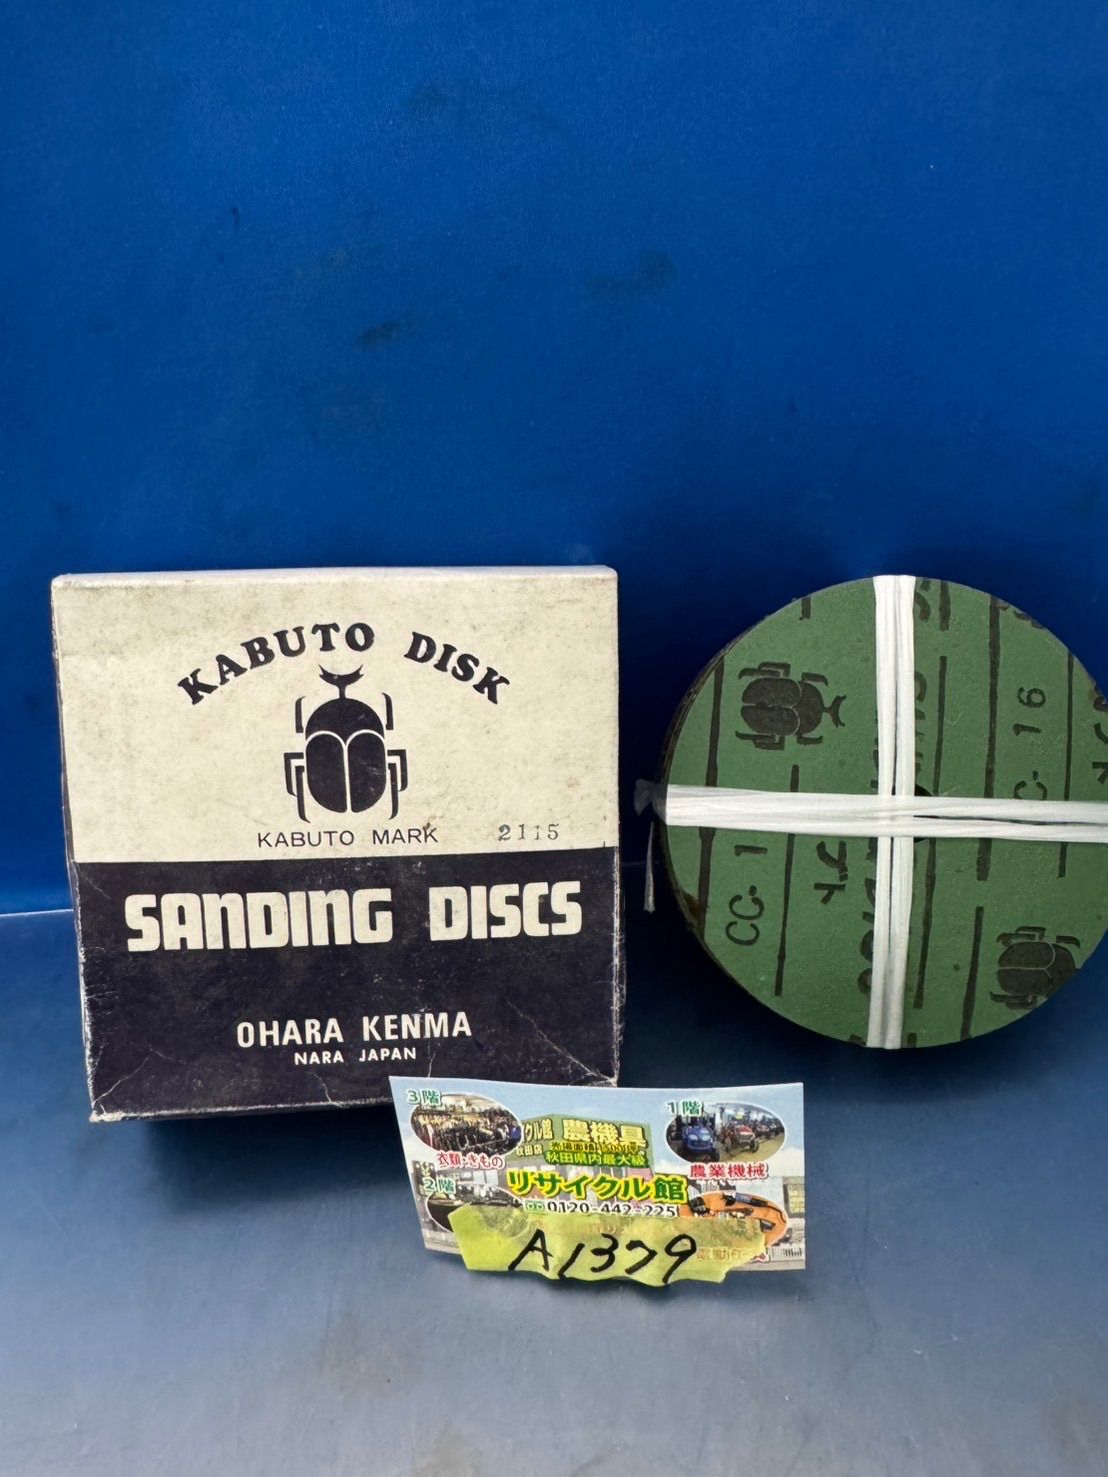 KABUTO DISK
KABUTO MARK 2115
SANDING DISCS
OHARA KENMA
NARA JAPAN
CC-1
C-16
3階
衣類・きもの
2階
農機具
秋田県内最大級
リサイクル館
0120-442-225
1階
農業機械
A1379